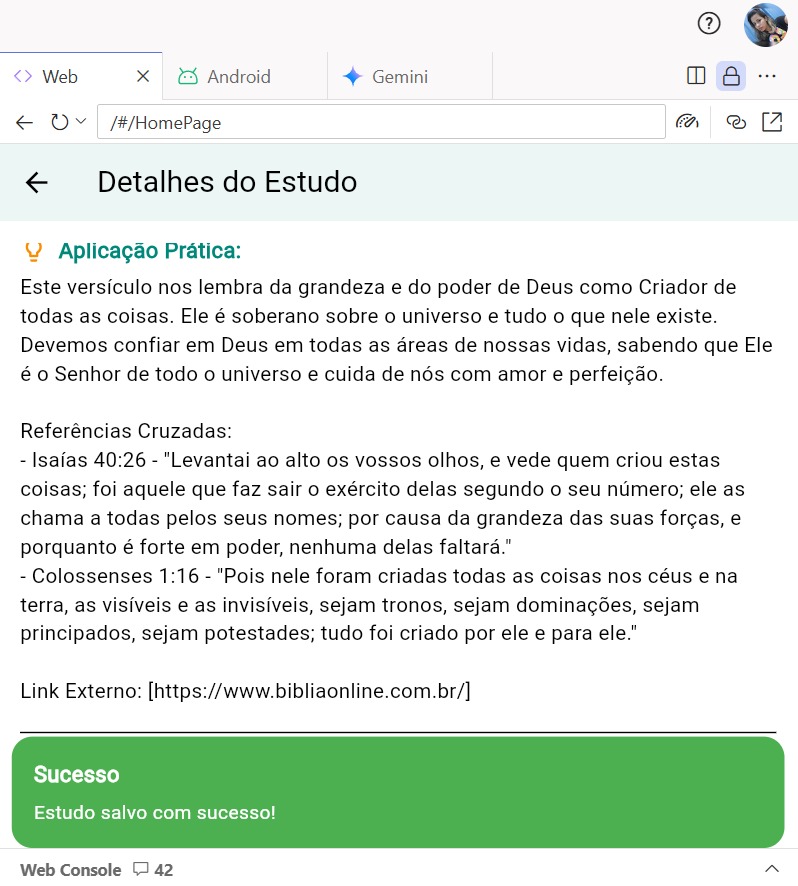 Web
Android
Gemini
/#/HomePage
Detalhes do Estudo
Aplicação Prática:
Este versículo nos lembra da grandeza e do poder de Deus como Criador de
todas as coisas. Ele é soberano sobre o universo e tudo o que nele existe.
Devemos confiar em Deus em todas as áreas de nossas vidas, sabendo que Ele
é o Senhor de todo o universo e cuida de nós com amor e perfeição.
Referências Cruzadas:
- Isaías 40:26 - "Levantai ao alto os vossos olhos, e vede quem criou estas
coisas; foi aquele que faz sair o exército delas segundo o seu número; ele as
chama a todas pelos seus nomes; por causa da grandeza das suas forças, e
porquanto é forte em poder, nenhuma delas faltará."
- Colossenses 1:16 - "Pois nele foram criadas todas as coisas nos céus e na
terra, as visíveis e as invisíveis, sejam tronos, sejam dominações, sejam
principados, sejam potestades; tudo foi criado por ele e para ele."
Link Externo: [https://www.bibliaonline.com.br/]
Sucesso
Estudo salvo com sucesso!
Web Console 42